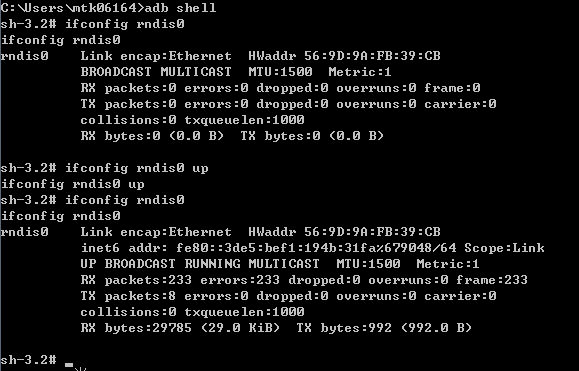 C:\Users\mtk06164>adb shell
sh-3.2# ifconfig rndis0
ifconfig rndis0
rndis0    Link encap:Ethernet  HWaddr 56:9D:9A:FB:39:CB
          BROADCAST MULTICAST  MTU:1500  Metric:1
          RX packets:0 errors:0 dropped:0 overruns:0 frame:0
          TX packets:0 errors:0 dropped:0 overruns:0 carrier:0
          collisions:0 txqueuelen:1000
          RX bytes:0 (0.0 B)  TX bytes:0 (0.0 B)
sh-3.2# ifconfig rndis0 up
ifconfig rndis0 up
sh-3.2# ifconfig rndis0
ifconfig rndis0
rndis0    Link encap:Ethernet  HWaddr 56:9D:9A:FB:39:CB
          inet6 addr: fe80::3de5:bef1:194b:31fa%679048/64 Scope:Link
          UP BROADCAST RUNNING MULTICAST  MTU:1500  Metric:1
          RX packets:233 errors:233 dropped:0 overruns:0 frame:233
          TX packets:8 errors:0 dropped:0 overruns:0 carrier:0
          collisions:0 txqueuelen:1000
          RX bytes:29785 (29.0 KiB)  TX bytes:992 (992.0 B)
sh-3.2#